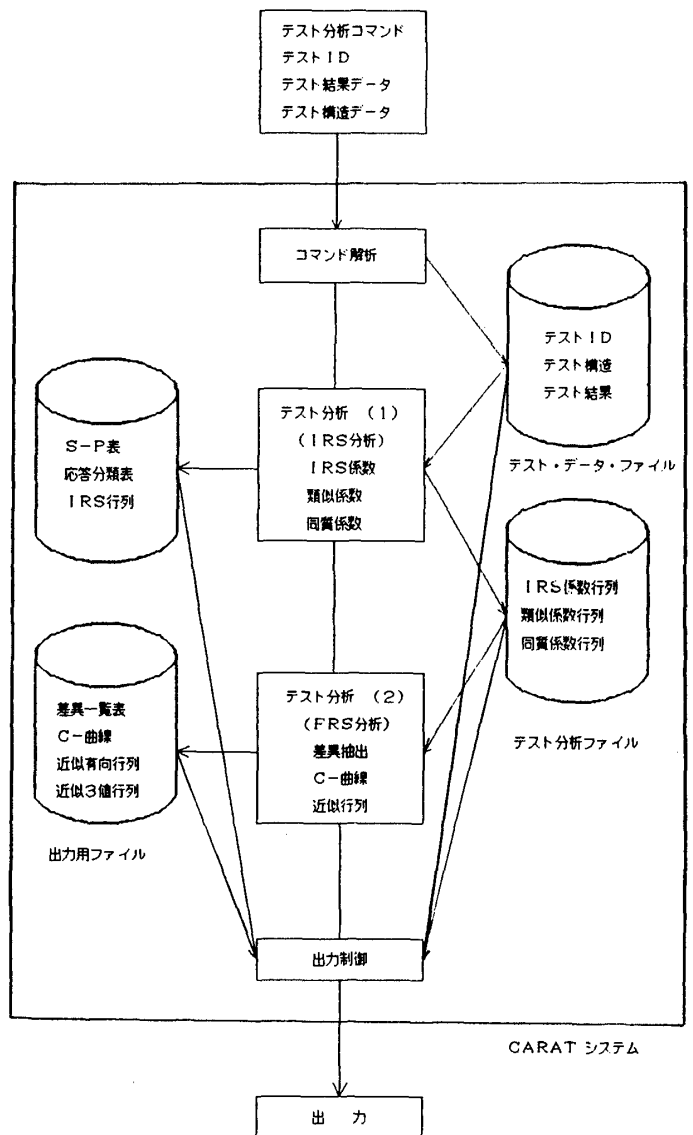 テスト分析コマンド
テストID
テスト結果データ
テスト構造データ
コマンド解析
テストID
テスト構造
テスト結果
テスト・データ・ファイル
テスト分析 (1)
(IRS分析)
IRS係数
類似係数
同質係数
S-P表
応答分類表
IRS行列
IRS係数行列
類似係数行列
同質係数行列
テスト分析ファイル
テスト分析 (2)
(FRS分析)
差異抽出
C-曲線
近似行列
差異一覧表
C-曲線
近似有向行列
近似3値行列
出力用ファイル
出力制御
CARAT システム
出 力